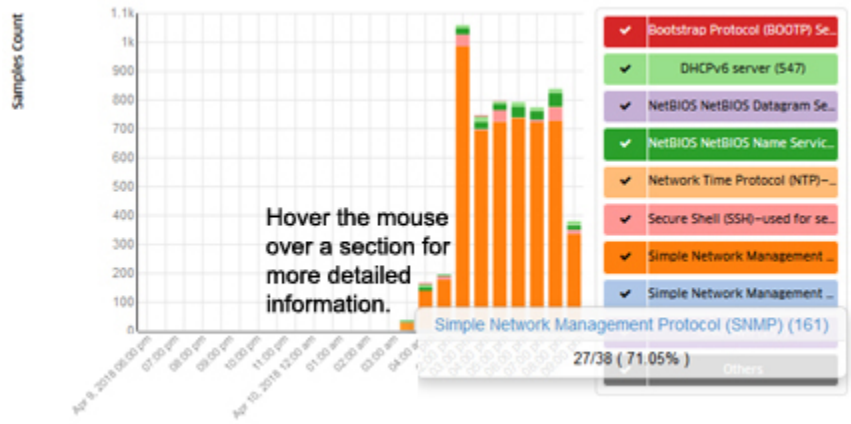 Samples Count
1.1k
1k
900
800
700
600
500
400
300
200
100
0
Apr 9, 2018 06:00 pm
07:00 pm
08:00 pm
09:00 pm
10:00 pm
11:00 pm
Apr 10, 2018 12:00 am
01:00 am
02:00 am
03:00 am
04:00 a
Hover the mouse
over a section for
more detailed
information.
Bootstrap Protocol (BOOTP) Se...
DHCPv6 server (547)
NetBIOS NetBIOS Datagram Se...
NetBIOS NetBIOS Name Servic...
Network Time Protocol (NTP)—...
Secure Shell (SSH)—used for se...
Simple Network Management ...
Simple Network Management ...
Simple Network Management Protocol (SNMP) (161)
27/38 ( 71.05% )
Others